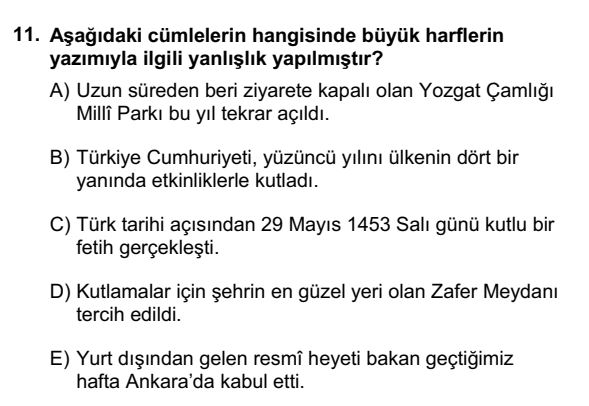 11. Aşağıdaki cümlelerin hangisinde büyük harflerin
yazımıyla ilgili yanlışlık yapılmıştır?
A) Uzun süreden beri ziyarete kapalı olan Yozgat Çamlığı
Millî Parkı bu yıl tekrar açıldı.
B) Türkiye Cumhuriyeti, yüzüncü yılını ülkenin dört bir
yanında etkinliklerle kutladı.
C) Türk tarihi açısından 29 Mayıs 1453 Salı günü kutlu bir
fetih gerçekleşti.
D) Kutlamalar için şehrin en güzel yeri olan Zafer Meydanı
tercih edildi.
E) Yurt dışından gelen resmî heyeti bakan geçtiğimiz
hafta Ankara’da kabul etti.